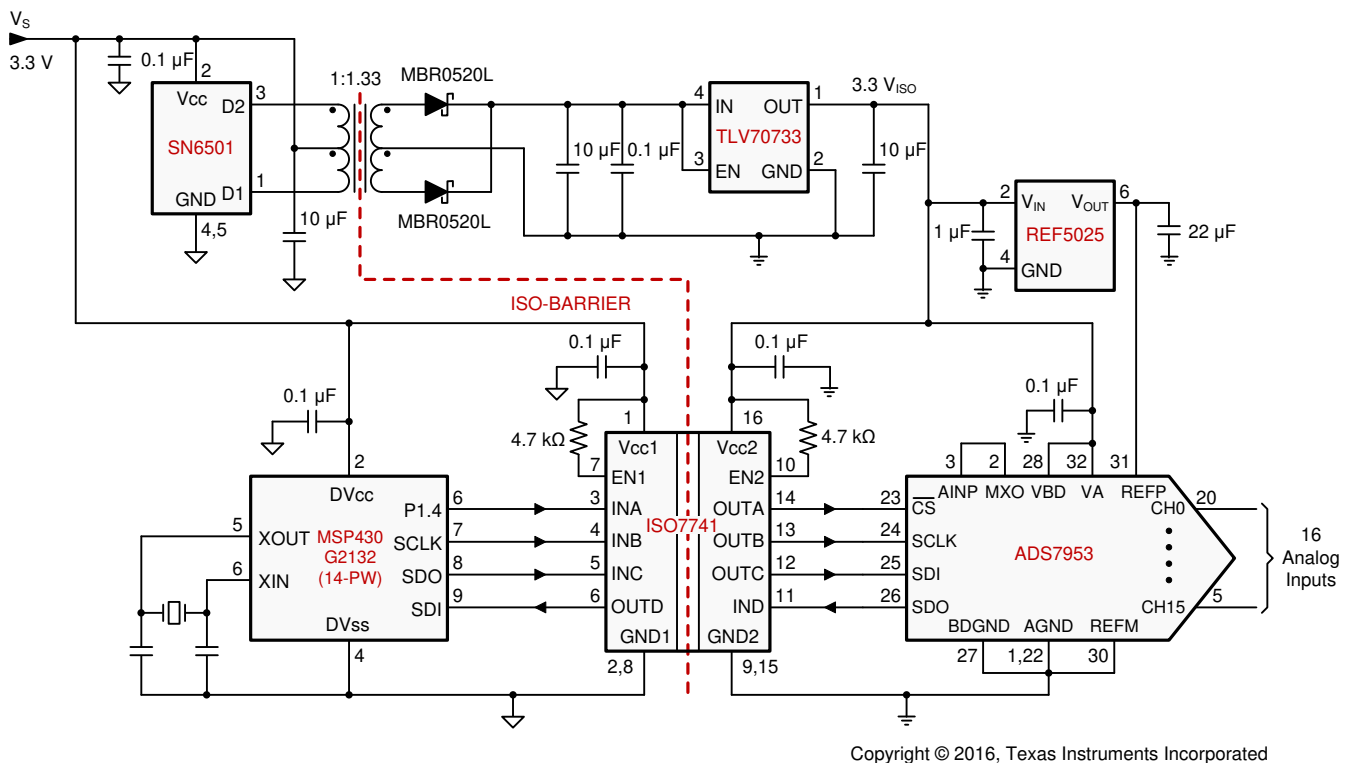 VS
3.3 V
0.1 µF
2
Vcc
D2
3
SN6501
D1
1
GND
4,5
10 µF
1:1.33
MBR0520L
MBR0520L
10 µF
0.1 µF
4
IN
OUT
1
TLV70733
3
EN
GND
2
3.3 VISO
10 µF
2
VIN
VOUT
6
1 µF
REF5025
4
GND
22 µF
ISO-BARRIER
0.1 µF
0.1 µF
0.1 µF
0.1 µF
4.7 kΩ
1
16
4.7 kΩ
Vcc1
Vcc2
7
EN1
EN2
10
3
INA
OUTA
14
4
INB
ISO7741
OUTB
13
5
INC
OUTC
12
6
OUTD
IND
11
GND1
GND2
2,8
9,15
2
DVcc
5
XOUT
MSP430
G2132
(14-PW)
6
XIN
P1.4
6
SCLK
7
SDO
8
SDI
9
DVss
4
3
2
28
32
31
AINP
MXO
VBD
VA
REFP
23
CS
CH0
20
24
SCLK
ADS7953
25
SDI
26
SDO
CH15
5
16
Analog
Inputs
BDGND
AGND
REFM
27
1,22
30
Copyright © 2016, Texas Instruments Incorporated